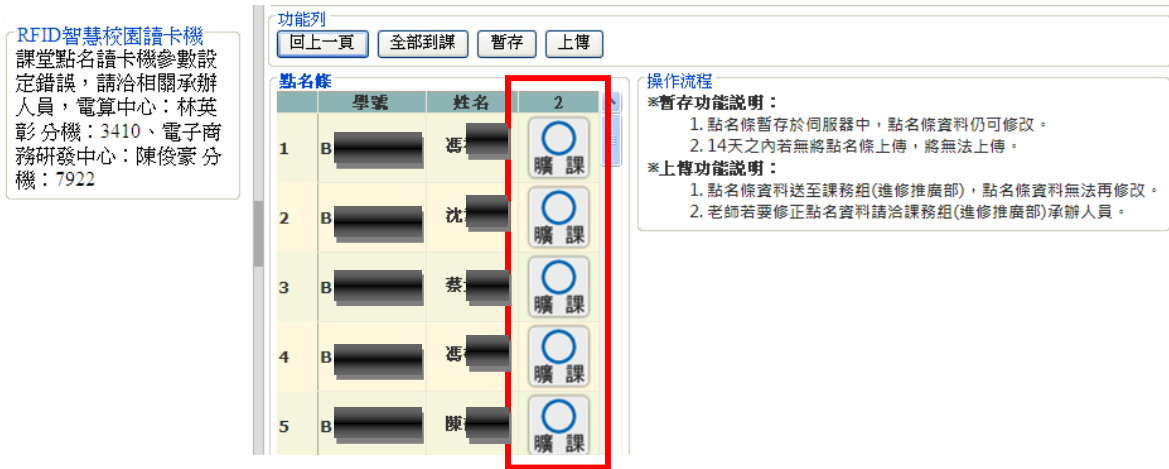 RFID智慧校園讀卡機
課堂點名讀卡機參數設
定錯誤，請洽相關承辦
人員，電算中心：林英
彰 分機：3410、電子商
務研發中心：陳俊豪 分
機：7922
功能列
回上一頁 全部到課 暫存 上傳
點名條
學號 姓名 2
1 B 馮 曠 課
2 B 沈 曠 課
3 B 蔡 曠 課
4 B 馮 曠 課
5 B 陳 曠 課
操作流程
※暫存功能說明：
1. 點名條暫存於伺服器中，點名條資料仍可修改。
2. 14天之內若無將點名條上傳，將無法上傳。
※上傳功能說明：
1. 點名條資料送至課務組(進修推廣部)，點名條資料無法再修改。
2. 老師若要修正點名資料請洽課務組(進修推廣部)承辦人員。